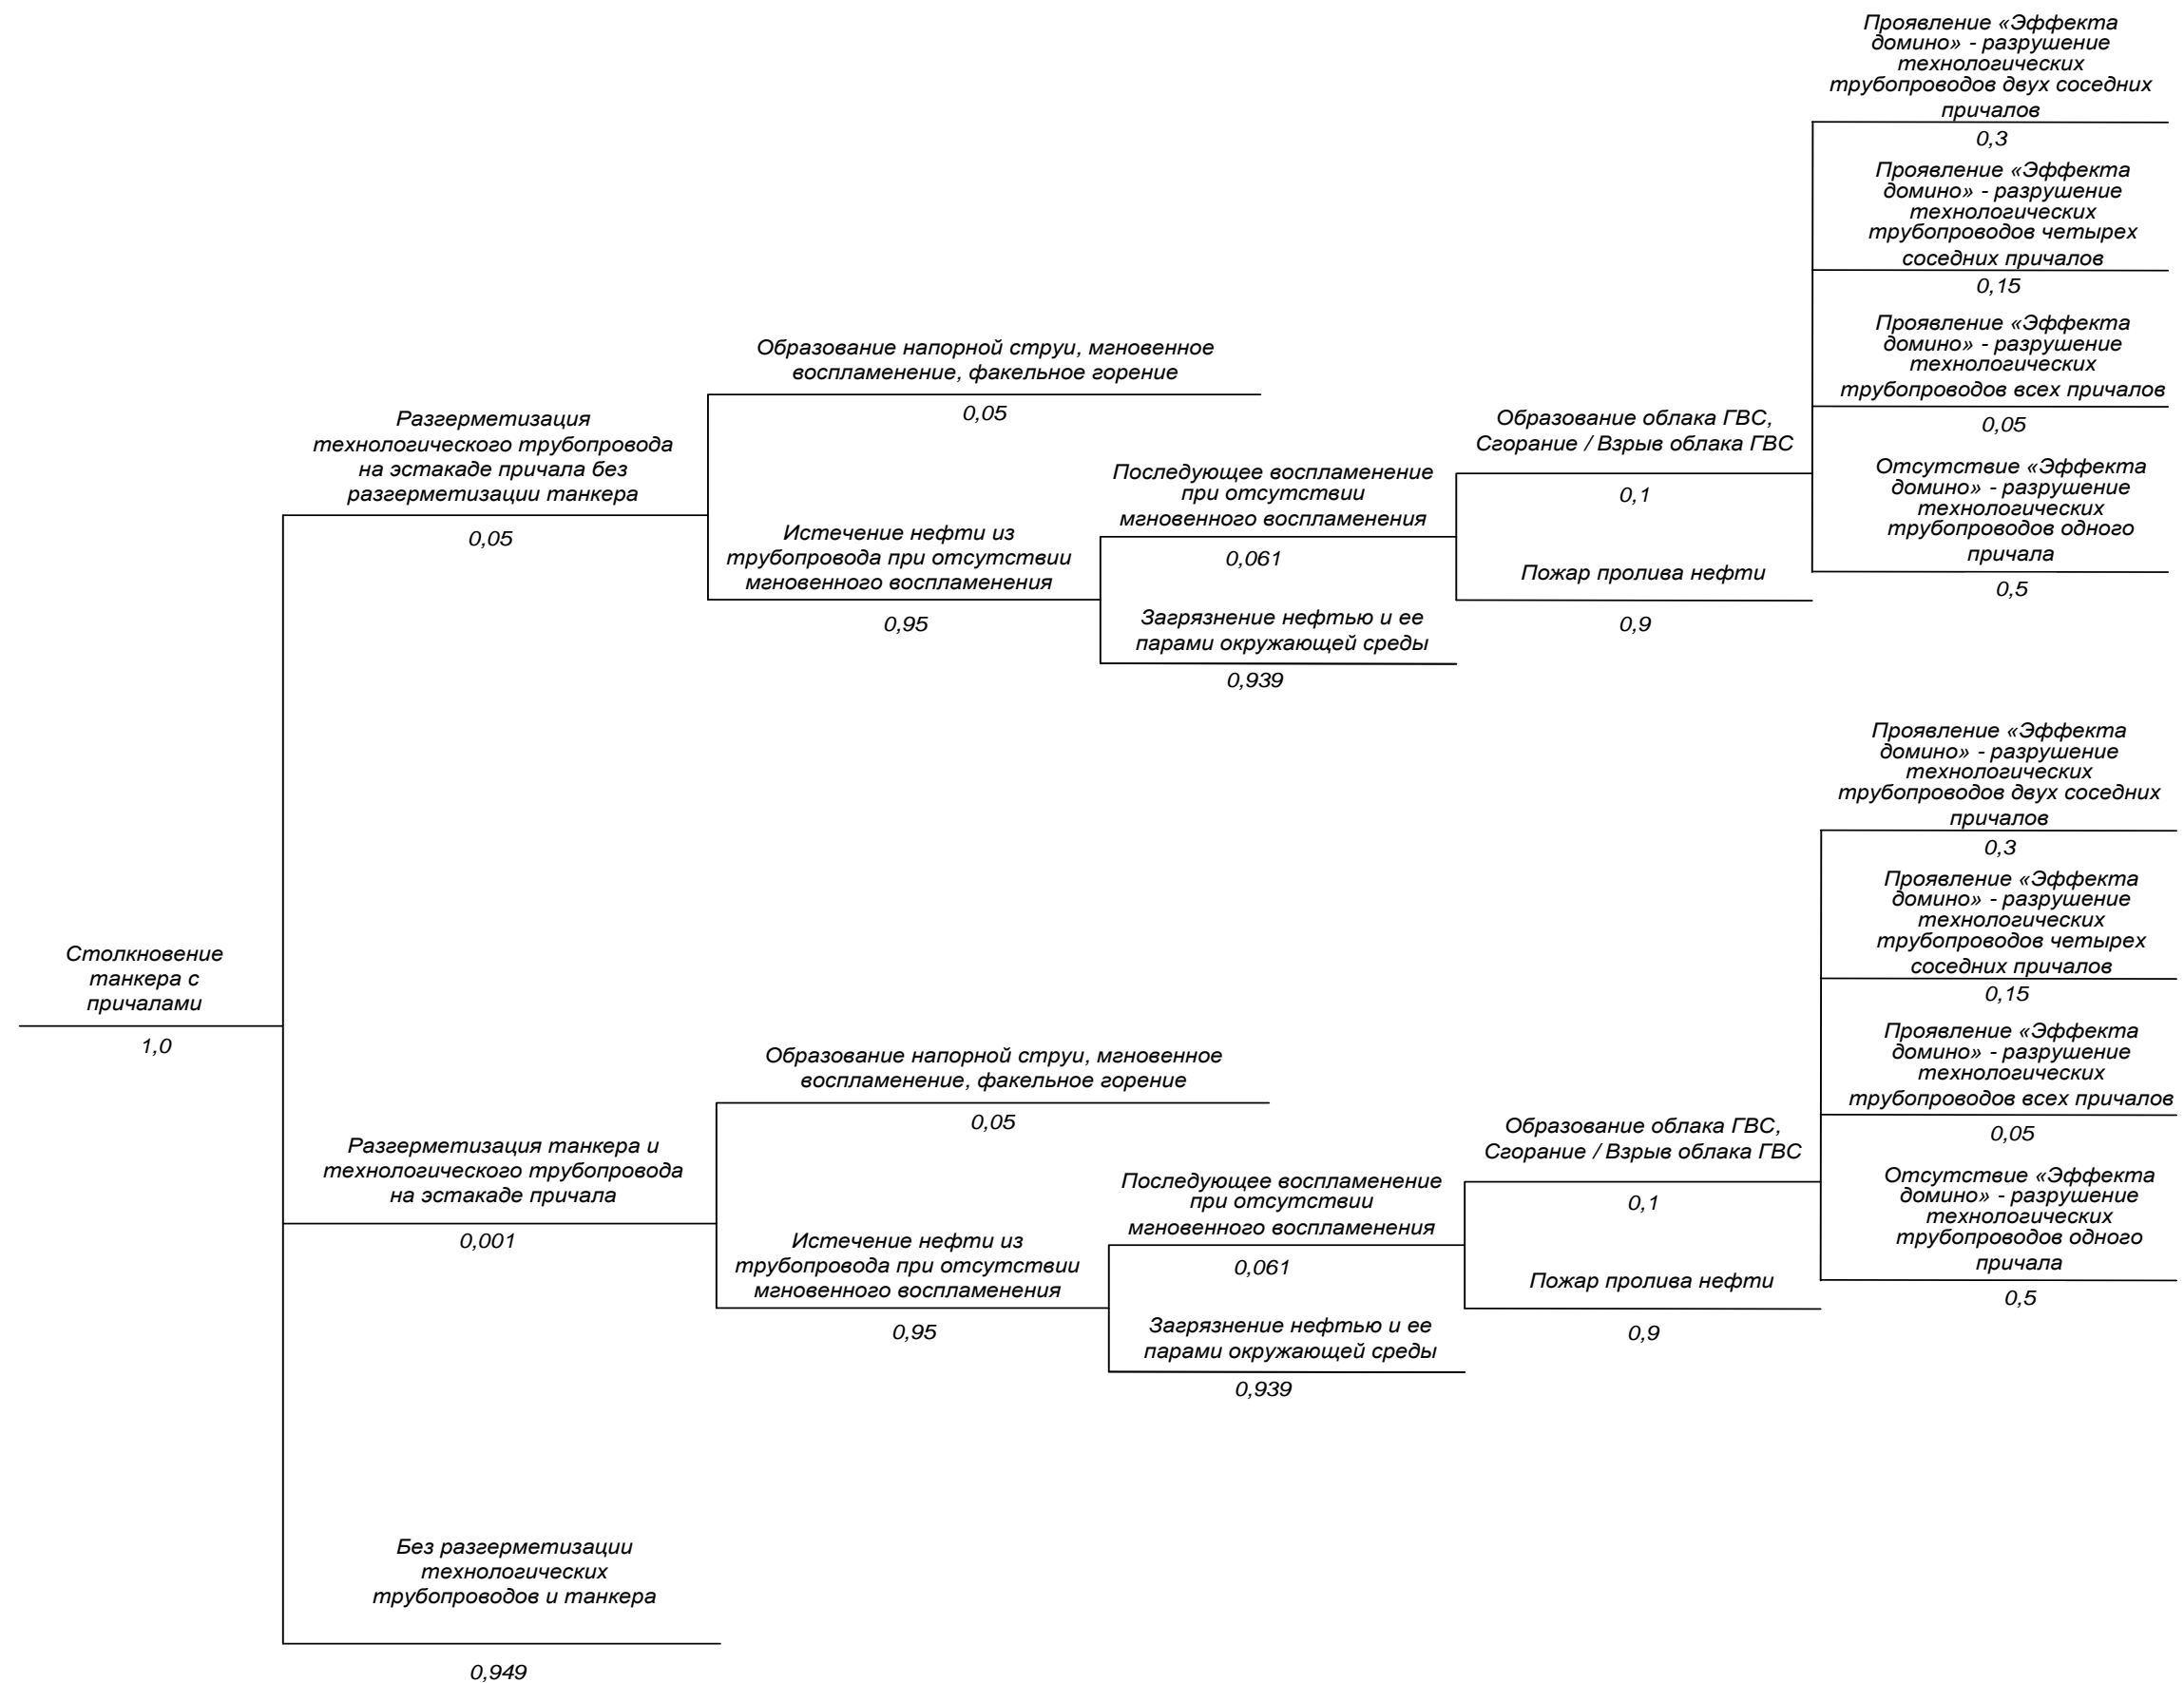 Проявление «Эффекта
домино» - разрушение
технологических
трубопроводов двух соседних
причалов
0,3
Проявление «Эффекта
домино» - разрушение
технологических
трубопроводов четырех
соседних причалов
0,15
Проявление «Эффекта
домино» - разрушение
технологических
трубопроводов всех причалов
0,05
Отсутствие «Эффекта
домино» - разрушение
технологических
трубопроводов одного
причала
0,5
Образование напорной струи, мгновенное
воспламенение, факельное горение
0,05
Образование облака ГВС,
Сгорание / Взрыв облака ГВС
0,1
Разгерметизация
технологического трубопровода
на эстакаде причала без
разгерметизации танкера
0,05
Последующее воспламенение
при отсутствии
мгновенного воспламенения
0,061
Истечение нефти из
трубопровода при отсутствии
мгновенного воспламенения
0,95
Пожар пролива нефти
0,9
Загрязнение нефтью и ее
парами окружающей среды
0,939
Проявление «Эффекта
домино» - разрушение
технологических
трубопроводов двух соседних
причалов
0,3
Проявление «Эффекта
домино» - разрушение
технологических
трубопроводов четырех
соседних причалов
0,15
Проявление «Эффекта
домино» - разрушение
технологических
трубопроводов всех причалов
0,05
Отсутствие «Эффекта
домино» - разрушение
технологических
трубопроводов одного
причала
0,5
Столкновение
танкера с
причалами
1,0
Образование напорной струи, мгновенное
воспламенение, факельное горение
0,05
Образование облака ГВС,
Сгорание / Взрыв облака ГВС
0,1
Разгерметизация танкера и
технологического трубопровода
на эстакаде причала
0,001
Последующее воспламенение
при отсутствии
мгновенного воспламенения
0,061
Истечение нефти из
трубопровода при отсутствии
мгновенного воспламенения
0,95
Пожар пролива нефти
0,9
Загрязнение нефтью и ее
парами окружающей среды
0,939
Без разгерметизации
технологических
трубопроводов и танкера
0,949